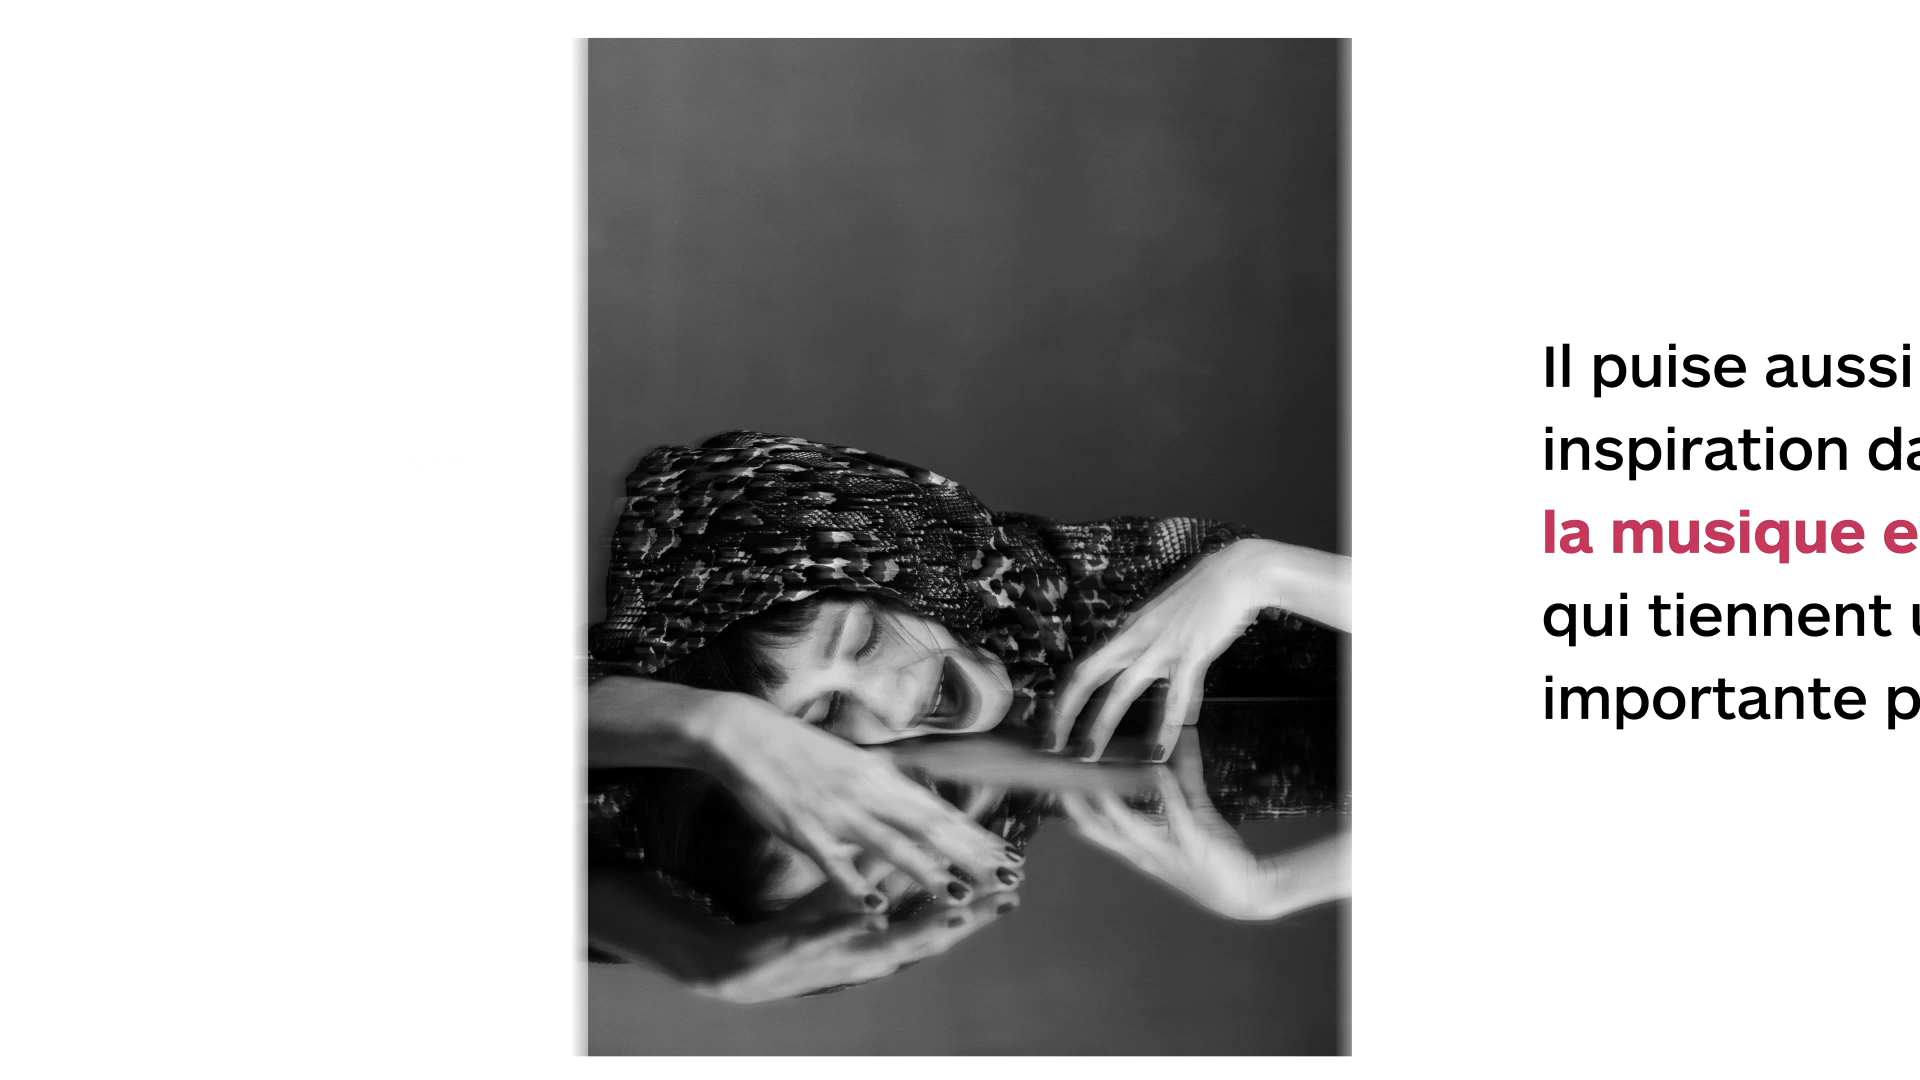 Il puise aussi
inspiration
la musique
qui tiennent
importante